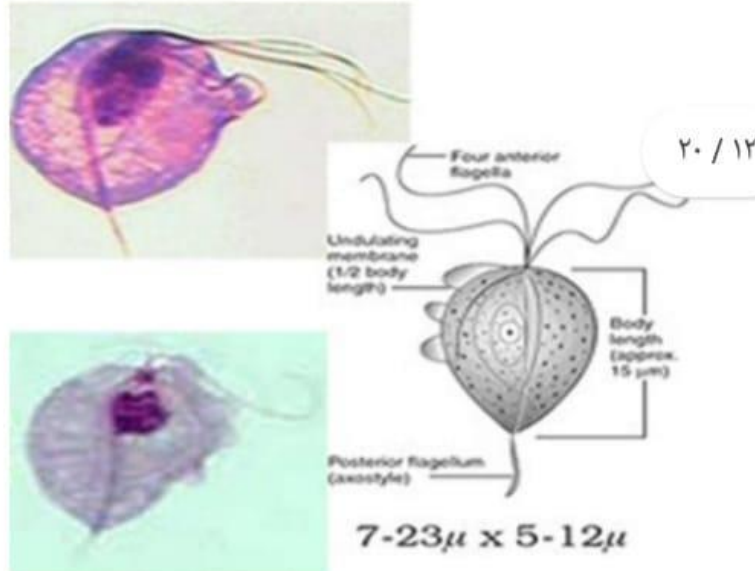 ٢٠ / ١٢
Four anterior
flagella
Undulating
membrane
(1/2 body
length)
Body
length
(approx.
15 μm)
Posterior flagellum
(axostyle)
7-23μ x 5-12μ